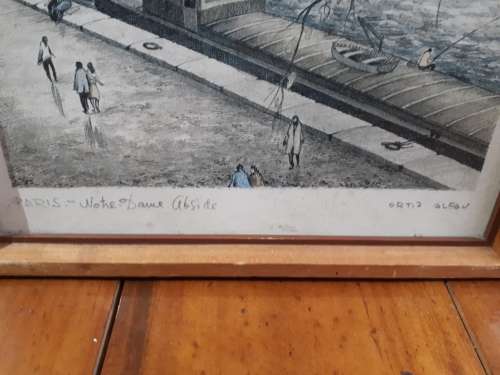 PARIS - Notre-Dame Abside
ORTIZ ALFAU